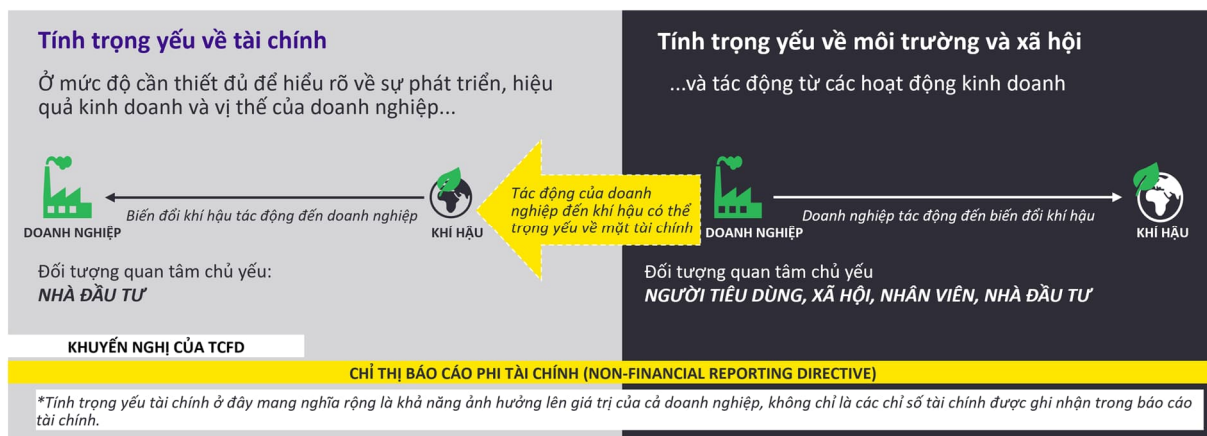 Tính trọng yếu về tài chính
Ở mức độ cần thiết đủ để hiểu rõ về sự phát triển, hiệu
quả kinh doanh và vị thế của doanh nghiệp...
Biến đổi khí hậu tác động đến doanh nghiệp
DOANH NGHIỆP
KHÍ HẬU
Đối tượng quan tâm chủ yếu:
NHÀ ĐẦU TƯ
Tác động của doanh
nghiệp đến khí hậu có thể
trọng yếu về mặt tài chính
Tính trọng yếu về môi trường và xã hội
...và tác động từ các hoạt động kinh doanh
Doanh nghiệp tác động đến biến đổi khí hậu
DOANH NGHIỆP
KHÍ HẬU
Đối tượng quan tâm chủ yếu
NGƯỜI TIÊU DÙNG, XÃ HỘI, NHÂN VIÊN, NHÀ ĐẦU TƯ
KHUYẾN NGHỊ CỦA TCFD
CHỈ THỊ BÁO CÁO PHI TÀI CHÍNH (NON-FINANCIAL REPORTING DIRECTIVE)
*Tính trọng yếu tài chính ở đây mang nghĩa rộng là khả năng ảnh hưởng lên giá trị của cả doanh nghiệp, không chỉ là các chỉ số tài chính được ghi nhận trong báo cáo
tài chính.